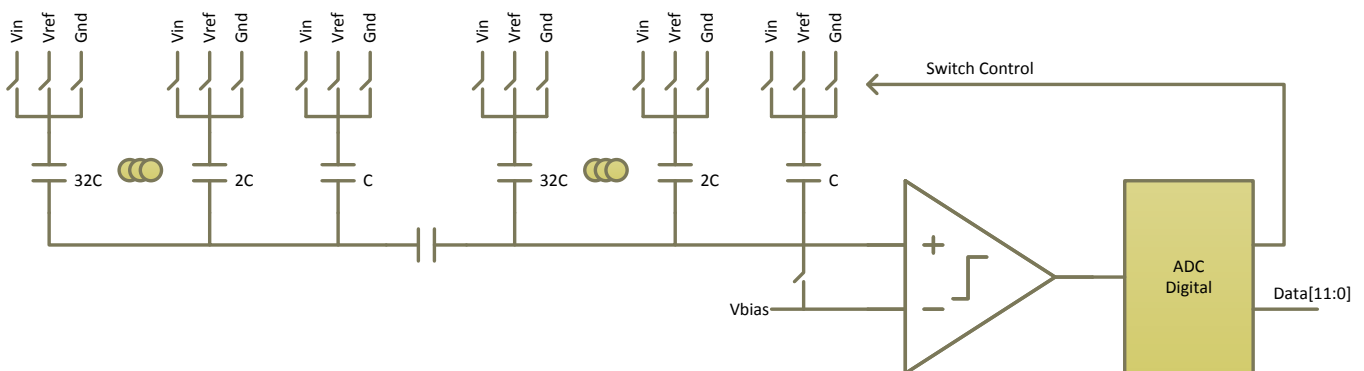 Vin Vref Gnd Vin Vref Gnd Vin Vref Gnd Vin Vref Gnd Vin Vref Gnd Vin Vref Gnd
Switch Control
32C 2C C 32C 2C C
+
ADC
Digital
Data[11:0]
Vbias
−